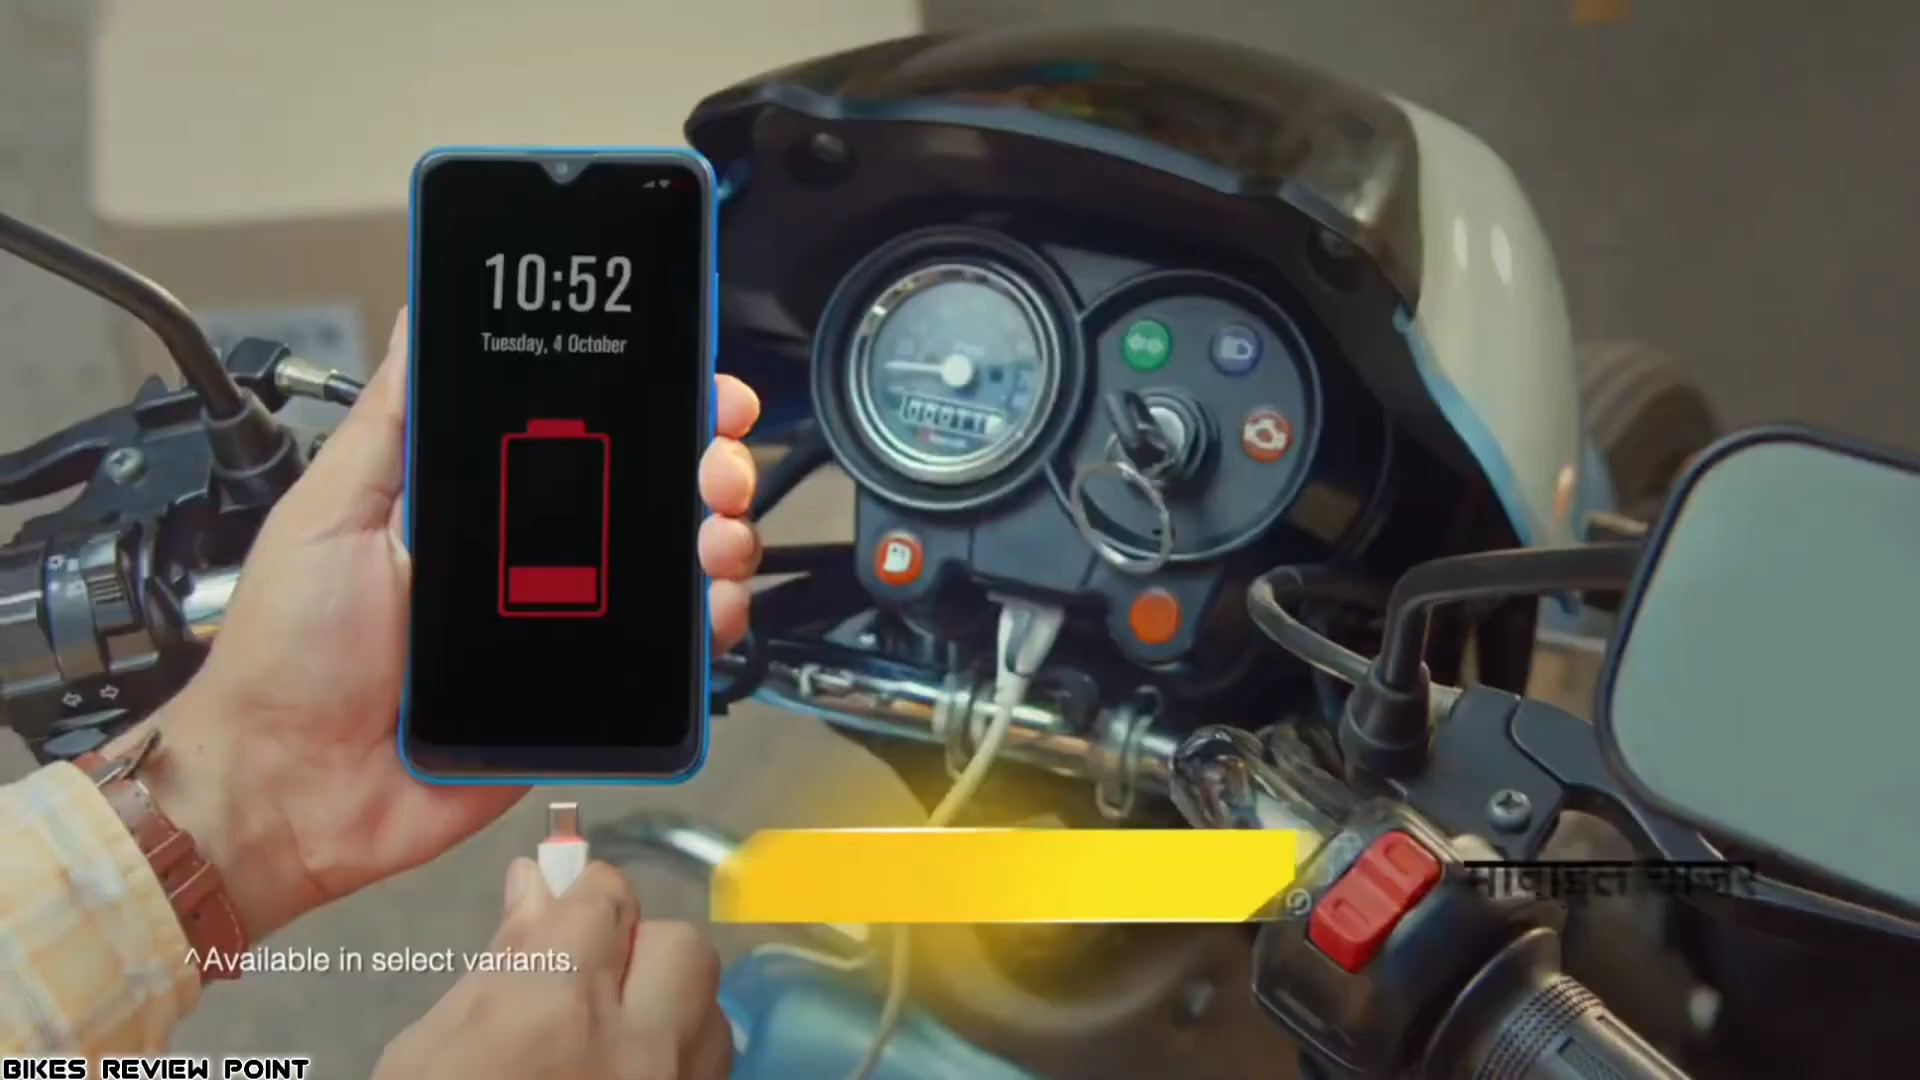 10:52
Tuesday, 4 October
^Available in select variants.
BIKES REVIEW POINT